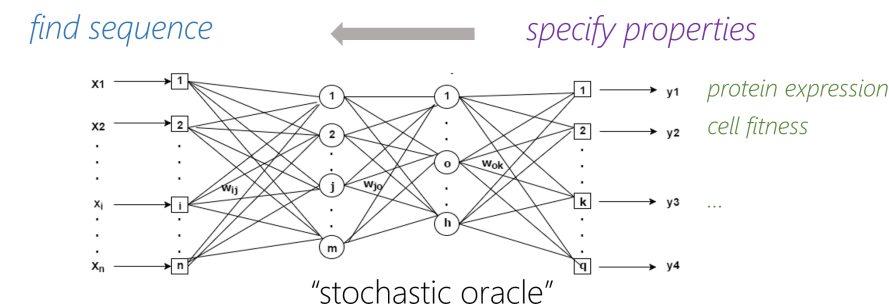 find sequence
specify properties
x1 1 1 1 1 y1 protein expression
x2 2 2 2 y2 cell fitness
wij j wjo o wok
xi i h k y3 ...
xn n m q y4
"stochastic oracle"